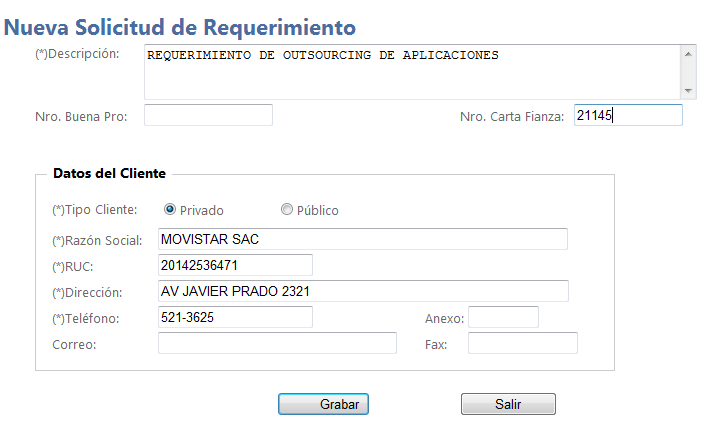 Nueva Solicitud de Requerimiento
(*)Descripción: REQUERIMIENTO DE OUTSOURCING DE APLICACIONES
Nro. Buena Pro: Nro. Carta Fianza: 21145
Datos del Cliente
(*)Tipo Cliente: Privado Público
(*)Razón Social: MOVISTAR SAC
(*)RUC: 20142536471
(*)Dirección: AV JAVIER PRADO 2321
(*)Teléfono: 521-3625 Anexo:
Correo: Fax:
Grabar Salir